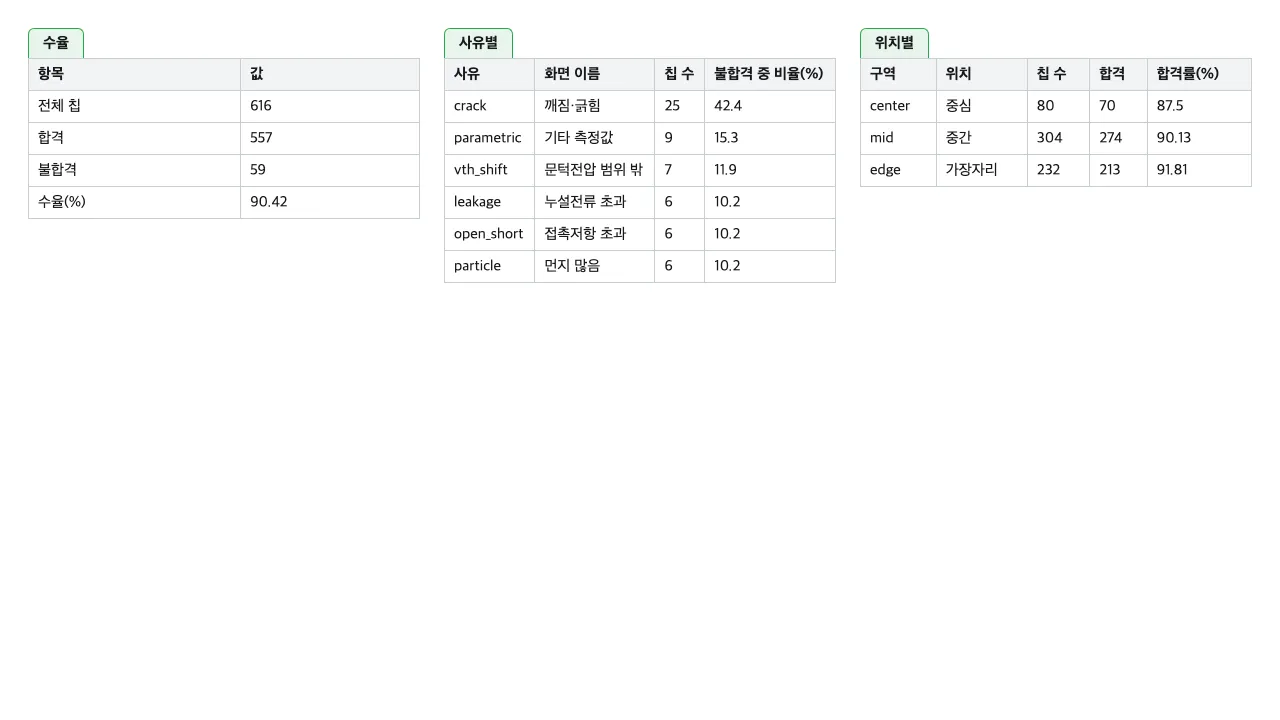 수율
항목 값
전체 칩 616
합격 557
불합격 59
수율(%) 90.42
사유별
사유 화면 이름 칩 수 불합격 중 비율(%)
crack 깨짐·긁힘 25 42.4
parametric 기타 측정값 9 15.3
vth_shift 문턱전압 범위 밖 7 11.9
leakage 누설전류 초과 6 10.2
open_short 접촉저항 초과 6 10.2
particle 먼지 많음 6 10.2
위치별
구역 위치 칩 수 합격 합격률(%)
center 중심 80 70 87.5
mid 중간 304 274 90.13
edge 가장자리 232 213 91.81